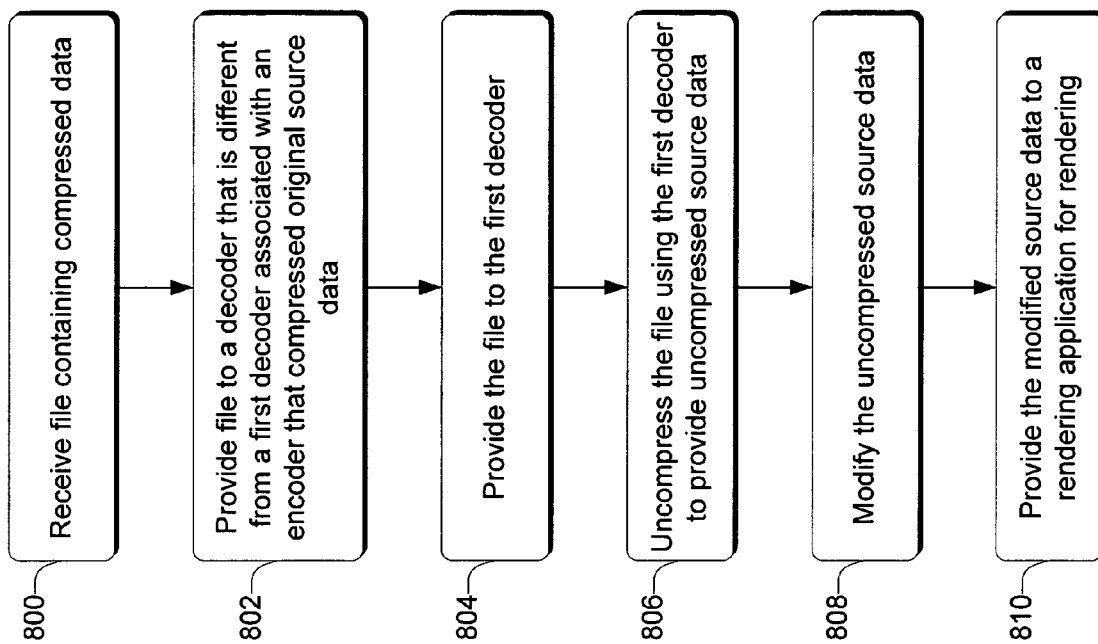 800
Receive file containing compressed data
802
Provide file to a decoder that is different
from a first decoder associated with an
encoder that compressed original source
data
804
Provide the file to the first decoder
806
Uncompress the file using the first decoder
to provide uncompressed source data
808
Modify the uncompressed source data
810
Provide the modified source data to a
rendering application for rendering